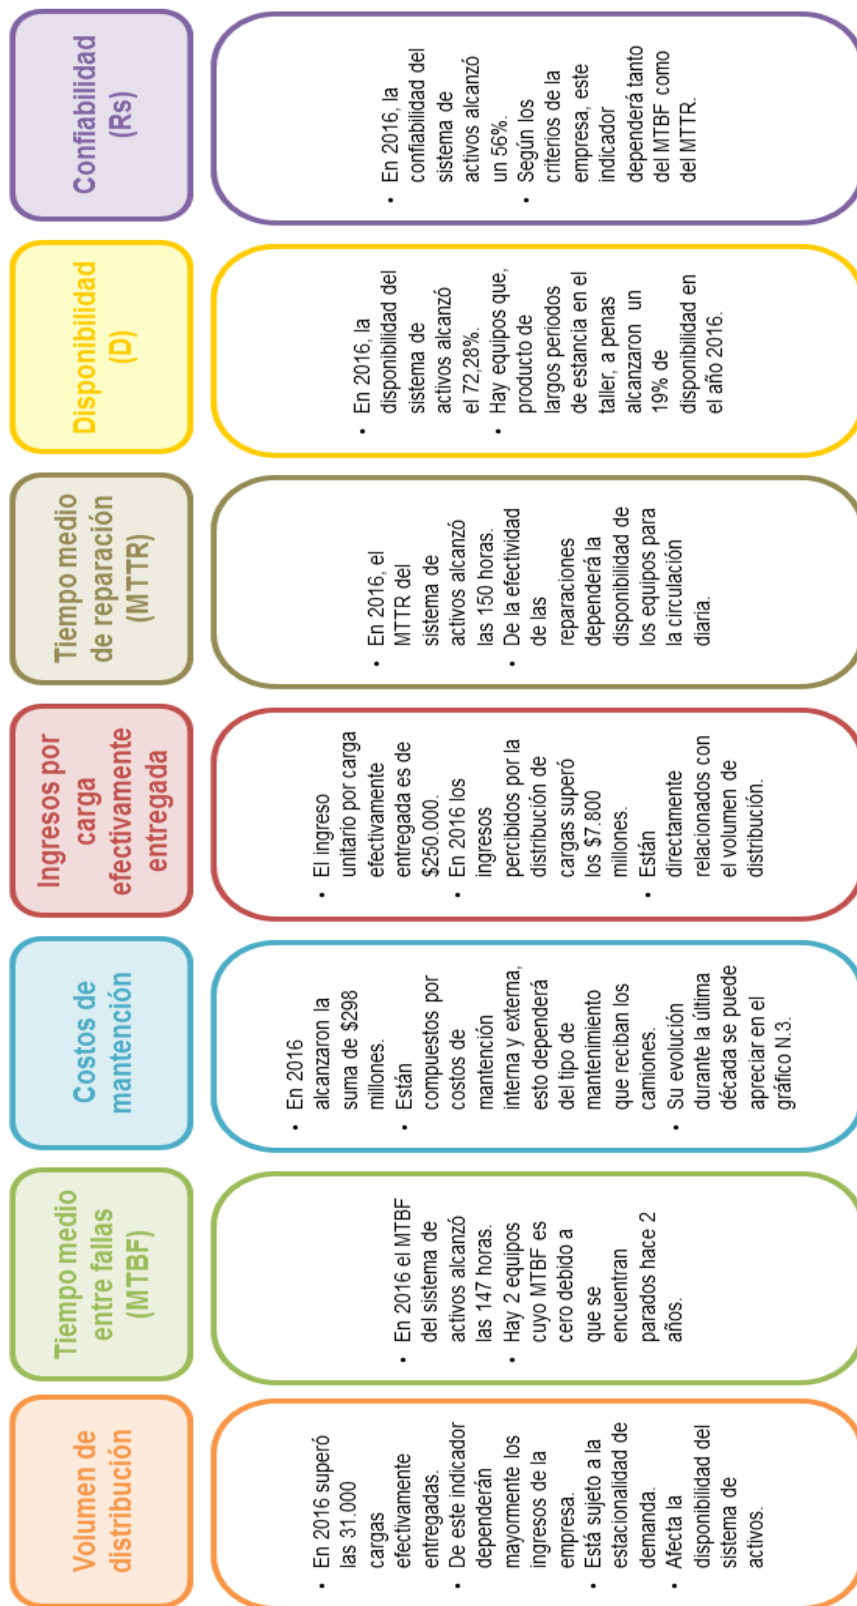 Volumen de
distribución
• En 2016 superó
las 31.000
cargas
efectivamente
entregadas.
• De este indicador
dependerán
mayormente los
ingresos de la
empresa.
• Está sujeto a la
estacionalidad de
demanda.
• Afecta la
disponibilidad del
sistema de
activos.
Tiempo medio
entre fallas
(MTBF)
• En 2016 el MTBF
del sistema de
activos alcanzó
las 147 horas.
• Hay 2 equipos
cuyo MTBF es
cero debido a
que se
encuentran
parados hace 2
años.
Costos de
mantención
• En 2016
alcanzaron la
suma de $298
millones.
• Están
compuestos por
costos de
mantención
interna y externa,
esto dependerá
del tipo de
mantenimiento
que reciban los
camiones.
• Su evolución
durante la última
década se puede
apreciar en el
gráfico N.3.
Ingresos por
carga
efectivamente
entregada
• El ingreso
unitario por carga
efectivamente
entregada es de
$250.000.
• En 2016 los
ingresos
percibidos por la
distribución de
cargas superó
los $7.800
millones.
• Están
directamente
relacionados con
el volumen de
distribución.
Tiempo medio
de reparación
(MTTR)
• En 2016, el
MTTR del
sistema de
activos alcanzó
las 150 horas.
• De la efectividad
de las
reparaciones
dependerá la
disponibilidad de
los equipos para
la circulación
diaria.
Disponibilidad
(D)
• En 2016, la
disponibilidad del
sistema de
activos alcanzó
el 72,28%.
• Hay equipos que,
producto de
largos periodos
de estancia en el
taller, a penas
alcanzaron un
19% de
disponibilidad en
el año 2016.
Confiabilidad
(Rs)
• En 2016, la
confiabilidad del
sistema de
activos alcanzó
un 56%.
• Según los
criterios de la
empresa, este
indicador
dependerá tanto
del MTBF como
del MTTR.